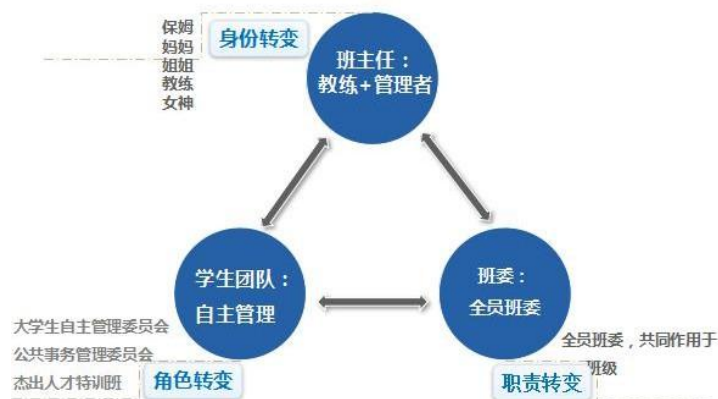 保姆
妈妈
姐姐
教练
女神
身份转变
班主任：
教练+管理者
学生团队：
自主管理
班委：
全员班委
大学生自主管理委员会
公共事务管理委员会
杰出人才特训班
角色转变
全员班委，共同作用于
班级
职责转变